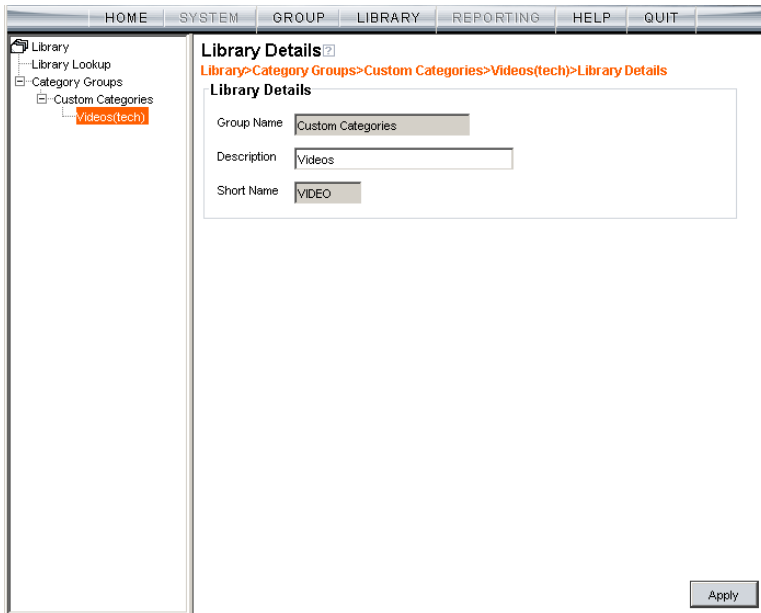 HOME SYSTEM GROUP LIBRARY REPORTING HELP QUIT
Library
Library Lookup
Category Groups
Custom Categories
Videos(tech)
Library Details?
Library>Category Groups>Custom Categories>Videos(tech)>Library Details
Library Details
Group Name Custom Categories
Description Videos
Short Name VIDEO
Apply